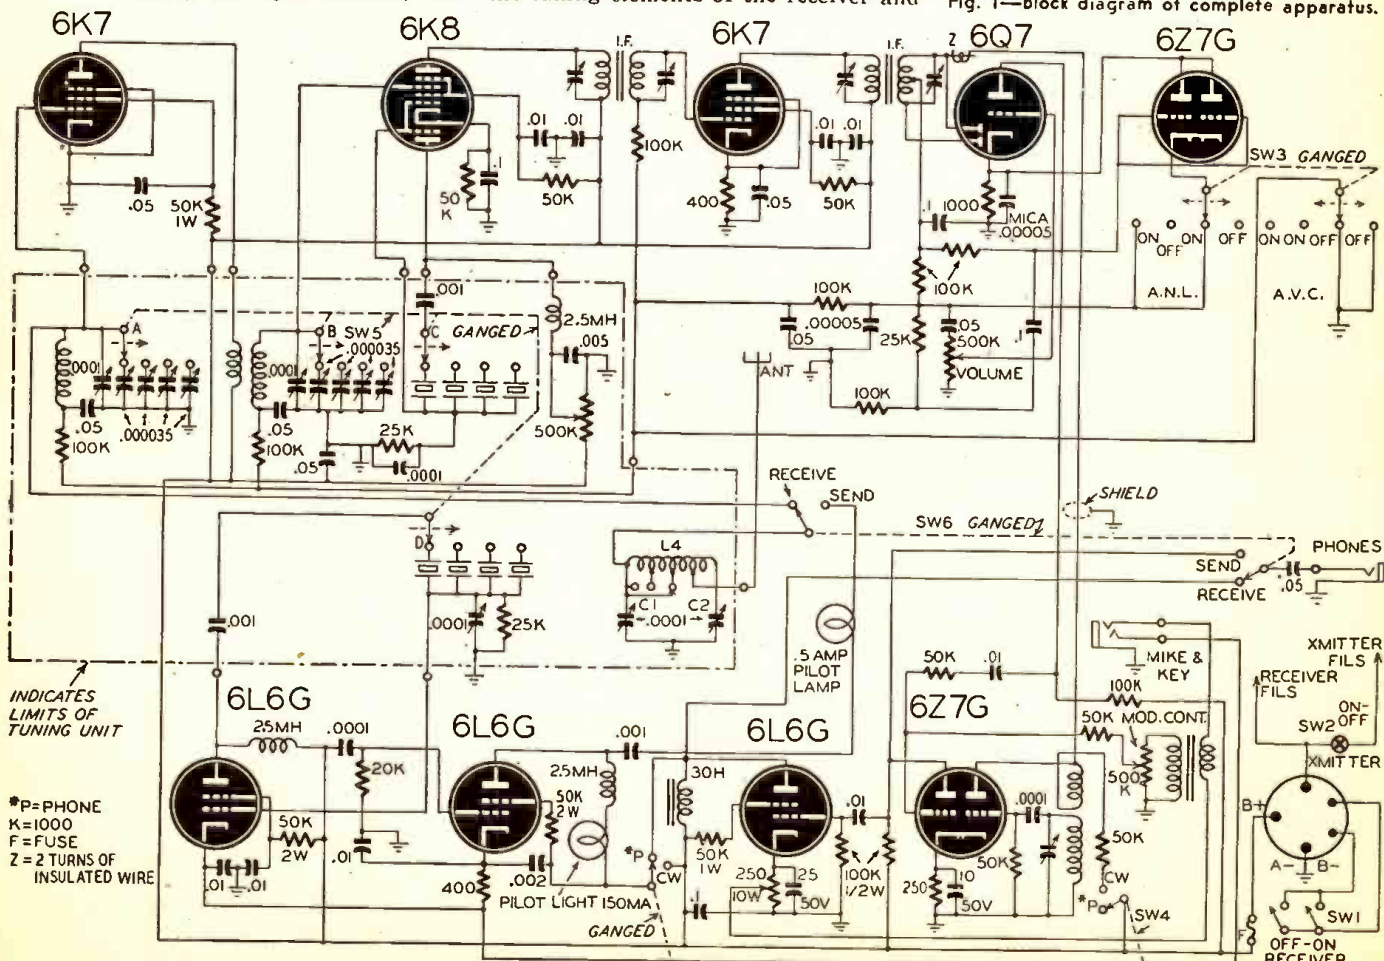 tuning elements of the receiver and
Fig. 1—Block diagram of complete apparatus.
6K7
6K8
I.F.
6K7
I.F.
Z
6Q7
6Z7G
.05
50K
1W
50
K
.1
.01
.01
50K
100K
400
.05
.01
.01
50K
.1
1000
MICA
.00005
SW3 GANGED
ON
OFF
ON
OFF
A.N.L.
ON
ON
OFF
OFF
A.V.C.
100K
100K
.05
.00005
25K
.05
500K
VOLUME
.1
100K
A
.0001
.05
.000035
100K
B
SW5
.000035
.0001
.05
100K
.05
.001
C
GANGED
25K
.0001
2.5MH
.005
500K
ANT
RECEIVE
SEND
SW6 GANGED
SHIELD
PHONES
SEND
RECEIVE
.05
D
.0001
25K
L4
C1
.0001
C2
.5 AMP
PILOT
LAMP
.001
INDICATES
LIMITS OF
TUNING UNIT
MIKE &
KEY
XMITTER
FILS
RECEIVER
FILS
ON-
OFF
SW2
XMITTER
6L6G
2.5MH
.0001
20K
6L6G
.001
2.5MH
30H
6L6G
.01
6Z7G
50K
.01
100K
50K
MOD. CONT.
500
K
*P=PHONE
K=1000
F=FUSE
Z=2 TURNS OF
INSULATED WIRE
50K
2W
.01
.01
.01
400
50K
2W
.002
PILOT LIGHT 150MA
*P
CW
GANGED
50K
1W
.1
250
10W
25
50V
100K
1/2W
250
10
50V
50K
.0001
50K
CW
*P
SW4
B+
A-
B-
F
SW1
OFF-ON
RECEIVER